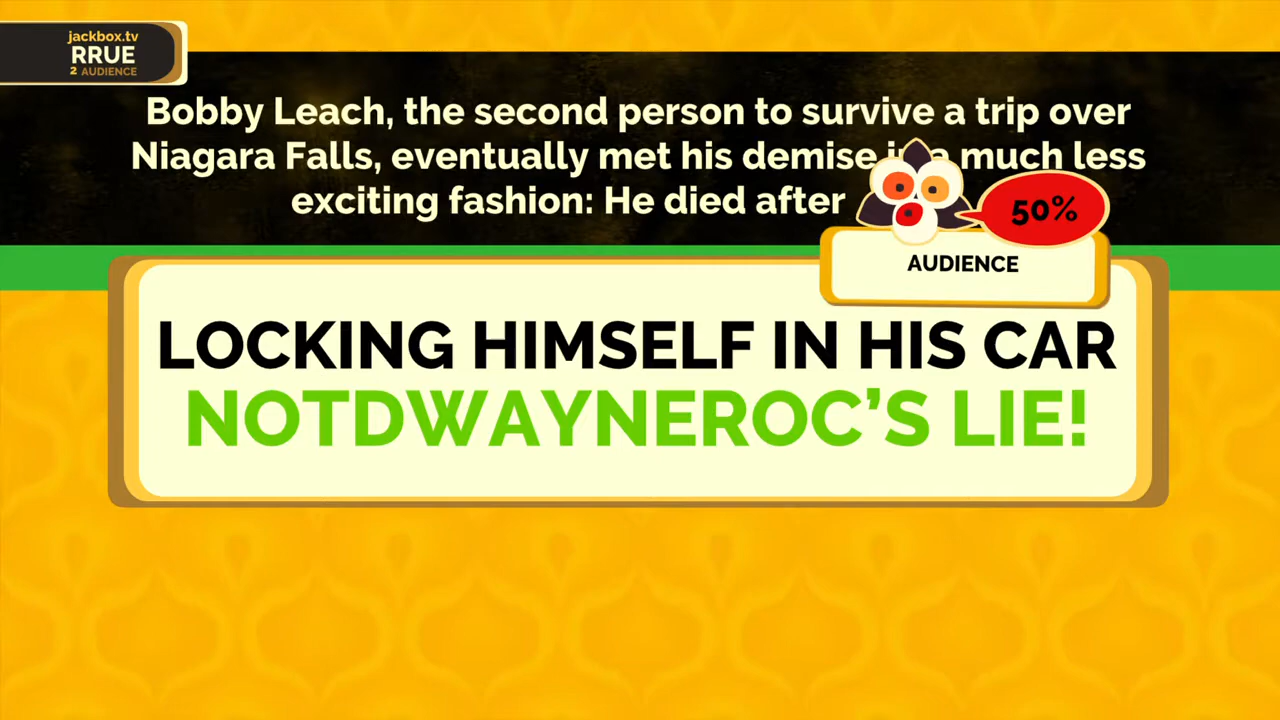 jackbox.tv
RRUE
2 AUDIENCE
Bobby Leach, the second person to survive a trip over
Niagara Falls, eventually met his demise in a much less
exciting fashion: He died after
50%
AUDIENCE
LOCKING HIMSELF IN HIS CAR
NOTDWAYNEROC’S LIE!